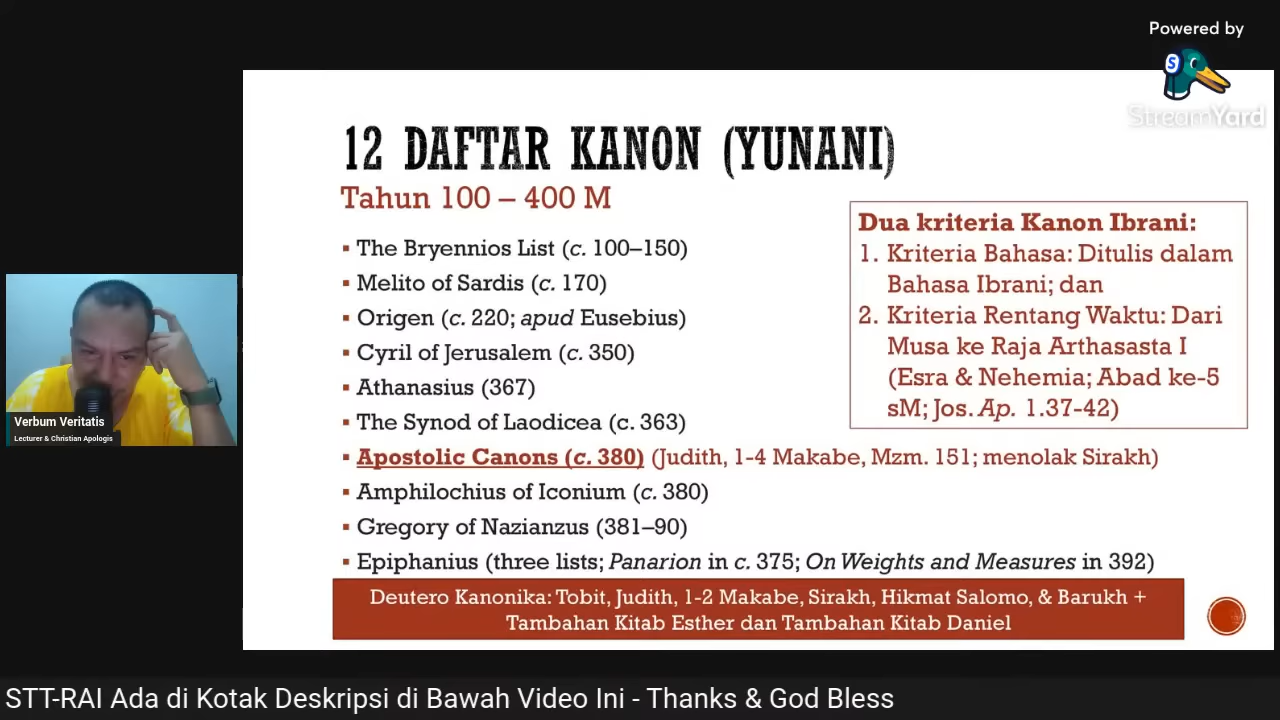 Powered by
StreamYard
12 DAFTAR KANON (YUNANI)
Tahun 100 – 400 M
▪ The Bryennios List (c. 100–150)
▪ Melito of Sardis (c. 170)
▪ Origen (c. 220; apud Eusebius)
▪ Cyril of Jerusalem (c. 350)
▪ Athanasius (367)
▪ The Synod of Laodicea (c. 363)
▪ Apostolic Canons (c. 380) (Judith, 1-4 Makabe, Mzm. 151; menolak Sirakh)
▪ Amphilochius of Iconium (c. 380)
▪ Gregory of Nazianzus (381–90)
▪ Epiphanius (three lists; Panarion in c. 375; On Weights and Measures in 392)
Dua kriteria Kanon Ibrani:
1. Kriteria Bahasa: Ditulis dalam
Bahasa Ibrani; dan
2. Kriteria Rentang Waktu: Dari
Musa ke Raja Arthasasta I
(Esra & Nehemia; Abad ke-5
sM; Jos. Ap. 1.37-42)
Deutero Kanonika: Tobit, Judith, 1-2 Makabe, Sirakh, Hikmat Salomo, & Barukh +
Tambahan Kitab Esther dan Tambahan Kitab Daniel
Verbum Veritatis
Lecturer & Christian Apologis
STT-RAI Ada di Kotak Deskripsi di Bawah Video Ini - Thanks & God Bless